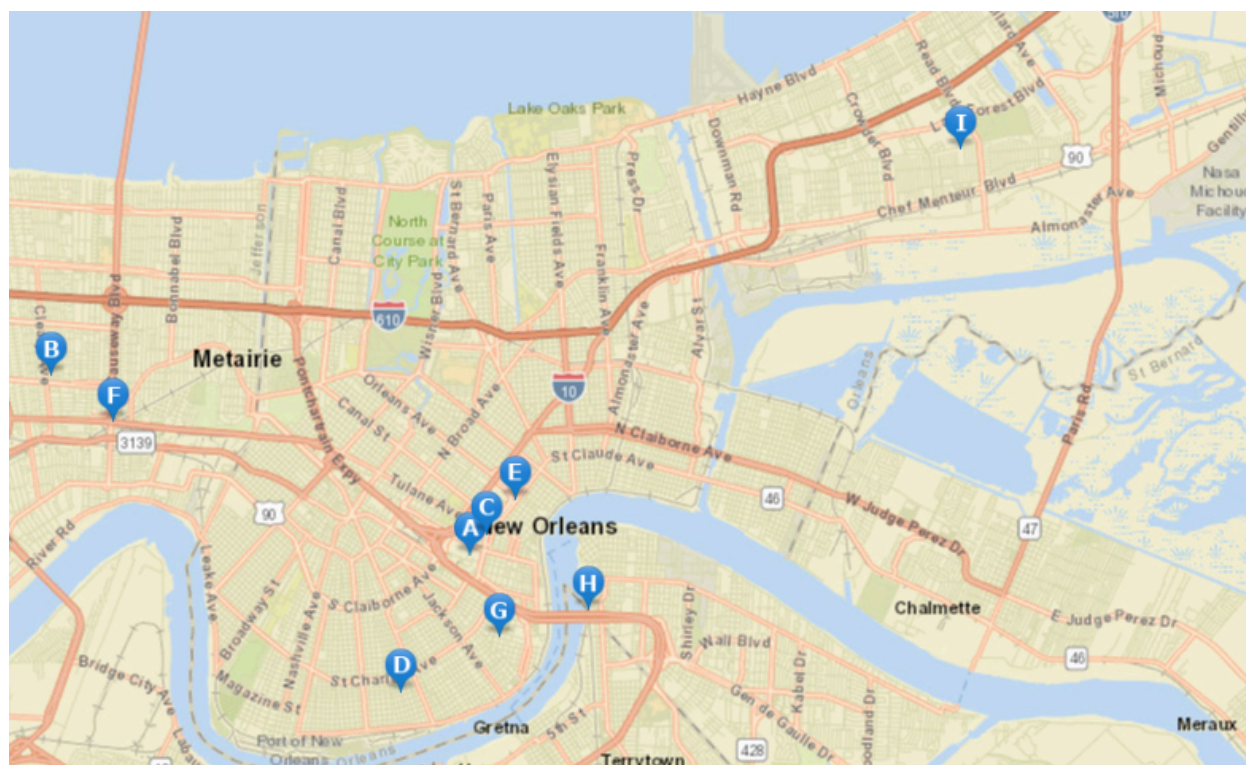 510
Hayne Blvd
Read Blvd
Michoud
Lake Oaks Park
Crowder Blvd
Forest Blvd
I
Downman Rd
90
Gentilly
Nasa
Michoud
Facility
Chef Menteur Blvd
Almonaster Ave
Press Dr
Elysian Fields Ave
Paris Ave
St Bernard Ave
North
Course at
City Park
Canal Blvd
Jefferson
Bonnabel Blvd
Franklin Ave
Wisner Blvd
610
Almonaster Ave
Alvar St
B
Metairie
F
3139
10
Orleans Ave
Canal St
N Broad Ave
Pontchartrain Expy
Orleans
St Bernard
Paris Rd
N Claiborne Ave
St Claude Ave
E
C
A
New Orleans
Tulane Ave
46
W Judge Perez Dr
47
90
River Rd
Leake Ave
Broadway St
Nashville Ave
S Claiborne Ave
Jackson Ave
H
G
Shirley Dr
Wall Blvd
Chalmette
E Judge Perez Dr
46
Bridge City Ave
Magazine St
St Charles Ave
D
Kabel Dr
Gen de Gaulle Dr
Gretna
5th St
Port of New
Orleans
Orleans
Terrytown
428
Meraux